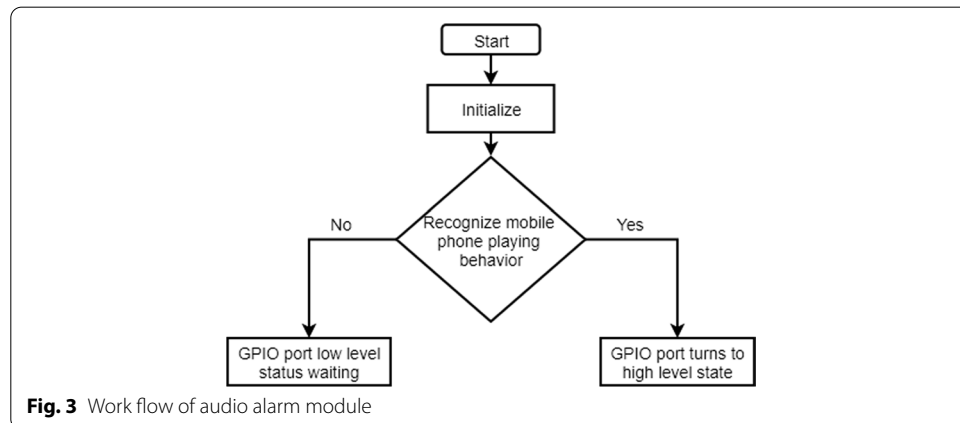 Start
Initialize
Recognize mobile
phone playing
behavior
No
Yes
GPIO port low level
status waiting
GPIO port turns to
high level state
Fig. 3 Work flow of audio alarm module